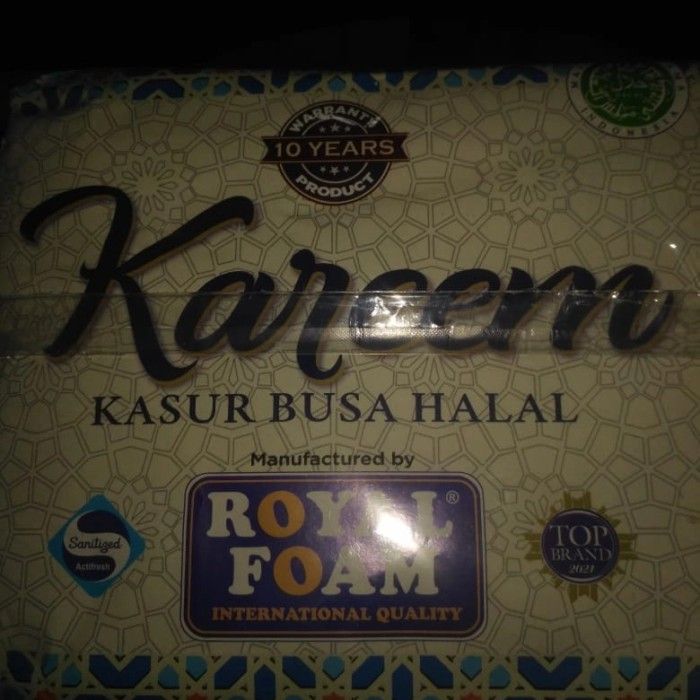 INDONESIA
WARRANTY
10 YEARS
PRODUCT
Kareem
KASUR BUSA HALAL
Manufactured by
ROYAL ®
FOAM
INTERNATIONAL QUALITY
Sanitized
Actifresh
TOP
BRAND
2021